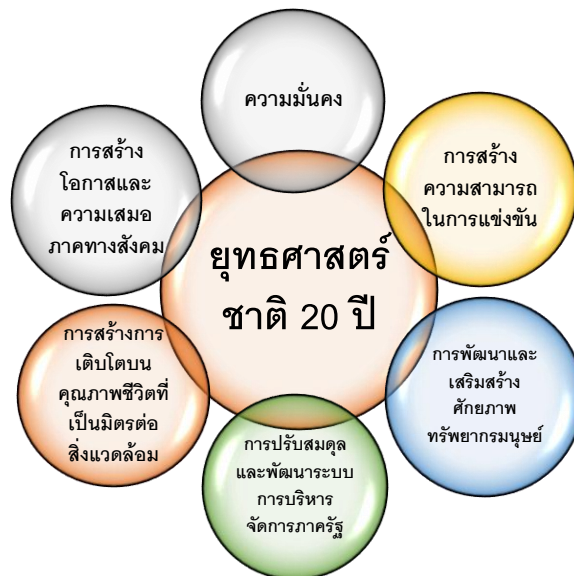 ความมั่นคง
การสร้าง
ความสามารถ
ในการแข่งขัน
การพัฒนาและ
เสริมสร้าง
ศักยภาพ
ทรัพยากรมนุษย์
การปรับสมดุล
และพัฒนาระบบ
การบริหาร
จัดการภาครัฐ
การสร้างการ
เติบโตบน
คุณภาพชีวิตที่
เป็นมิตรต่อ
สิ่งแวดล้อม
การสร้าง
โอกาสและ
ความเสมอ
ภาคทางสังคม
ยุทธศาสตร์
ชาติ 20 ปี